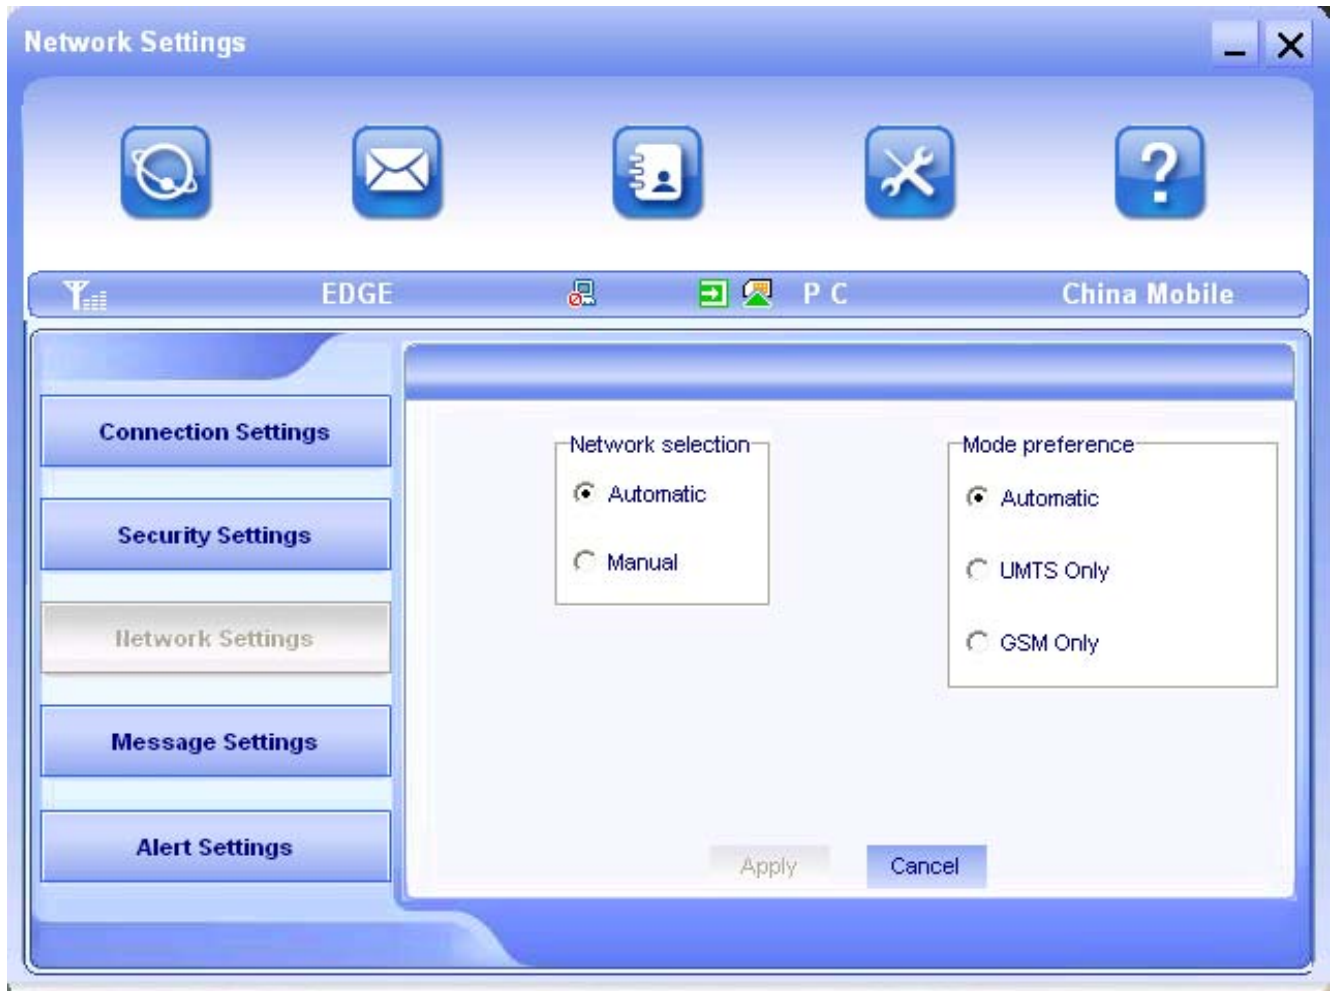 Network Settings
EDGE P C China Mobile
Connection Settings
Security Settings
Network Settings
Message Settings
Alert Settings
Network selection
Automatic
Manual
Mode preference
Automatic
UMTS Only
GSM Only
Apply Cancel